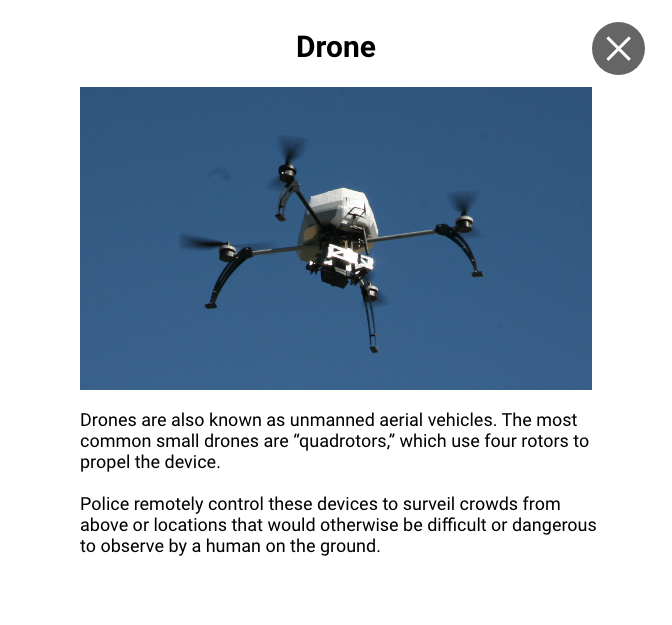 Drone
Drones are also known as unmanned aerial vehicles. The most
common small drones are “quadrotors,” which use four rotors to
propel the device.
Police remotely control these devices to surveil crowds from
above or locations that would otherwise be difficult or dangerous
to observe by a human on the ground.